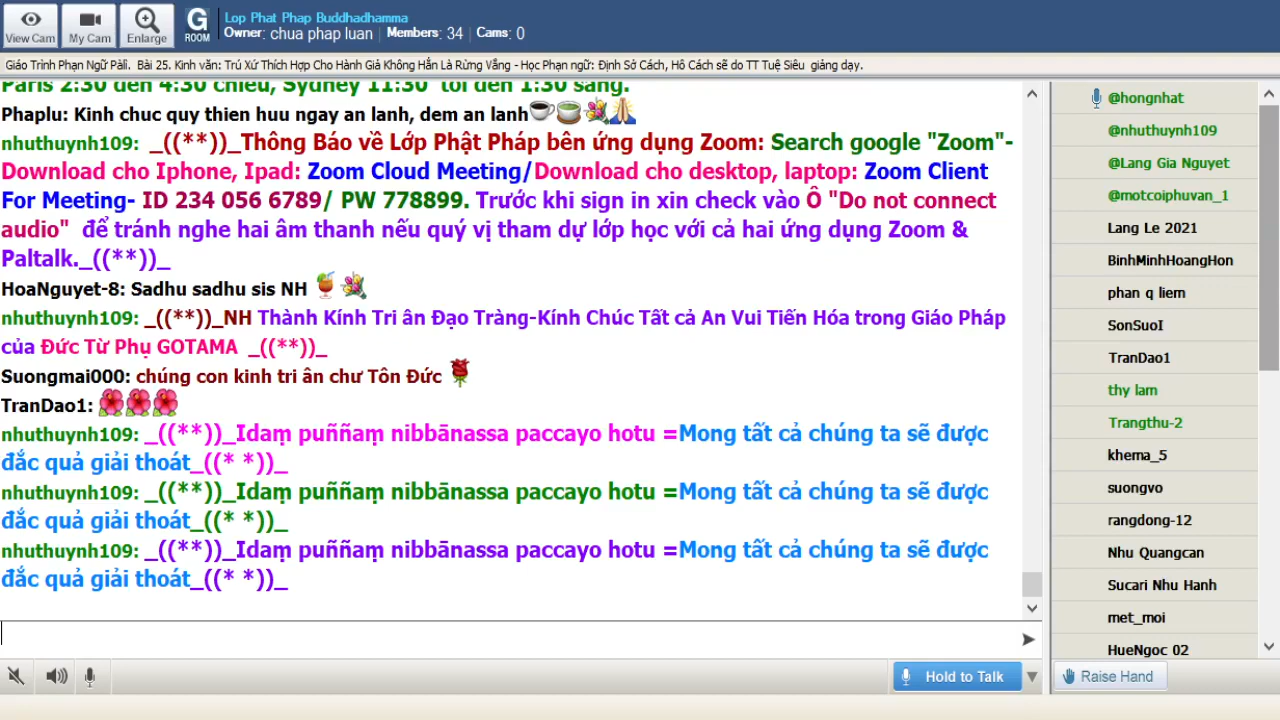 View Cam
My Cam
Enlarge
G
ROOM
Lop Phat Phap Buddhadhamma
Owner: chua phap luan Members: 34 Cams: 0
Giáo Trình Phạn Ngữ Pàli. Bài 25. Kinh văn: Trú Xứ Thích Hợp Cho Hành Giả Không Hẳn Là Rừng Vắng - Học Phạn ngữ: Định Sở Cách, Hô Cách sẽ do TT Tuệ Siêu giảng dạy.
Paris 2:30 đến 4:30 chiều, Sydney 11:30 tối đến 1:30 sáng.
Phaplu: Kinh chuc quy thien huu ngay an lanh, dem an lanh
nhuthuynh109: _((**))_Thông Báo về Lớp Phật Pháp bên ứng dụng Zoom: Search google "Zoom"-
Download cho Iphone, Ipad: Zoom Cloud Meeting/Download cho desktop, laptop: Zoom Client
For Meeting- ID 234 056 6789/ PW 778899. Trước khi sign in xin check vào Ô "Do not connect
audio" để tránh nghe hai âm thanh nếu quý vị tham dự lớp học với cả hai ứng dụng Zoom &
Paltalk._((**))_
HoaNguyet-8: Sadhu sadhu sis NH
nhuthuynh109: _((**))_NH Thành Kính Tri ân Đạo Tràng-Kính Chúc Tất cả An Vui Tiến Hóa trong Giáo Pháp
của Đức Từ Phụ GOTAMA _((**))_
Suongmai000: chúng con kinh tri ân chư Tôn Đức
TranDao1:
nhuthuynh109: _((**))_Idaṃ puññaṃ nibbānassa paccayo hotu =Mong tất cả chúng ta sẽ được
đắc quả giải thoát_((* *))_
nhuthuynh109: _((**))_Idaṃ puññaṃ nibbānassa paccayo hotu =Mong tất cả chúng ta sẽ được
đắc quả giải thoát_((* *))_
nhuthuynh109: _((**))_Idaṃ puññaṃ nibbānassa paccayo hotu =Mong tất cả chúng ta sẽ được
đắc quả giải thoát_((* *))_
Hold to Talk
@hongnhat
@nhuthuynh109
@Lang Gia Nguyet
@motcoiphuvan_1
Lang Le 2021
BinhMinhHoangHon
phan q liem
SonSuoI
TranDao1
thy lam
Trangthu-2
khema_5
suongvo
rangdong-12
Nhu Quangcan
Sucari Nhu Hanh
met_moi
HueNgoc 02
Raise Hand